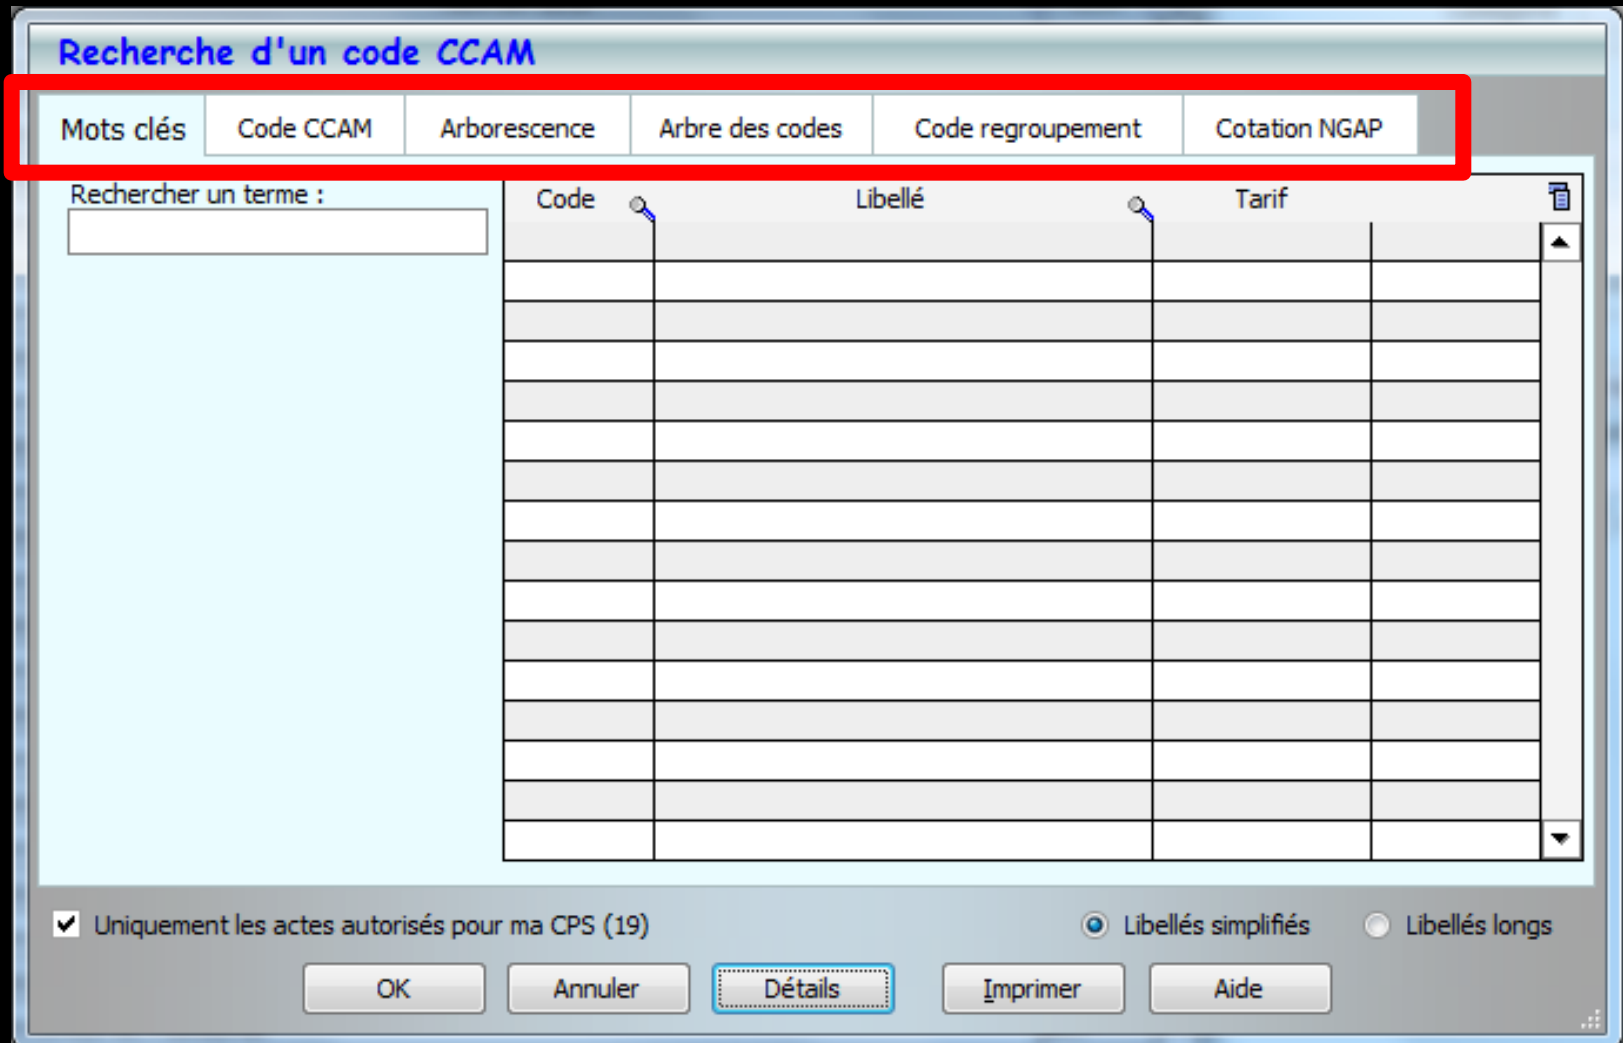 Recherche d'un code CCAM
Mots clés Code CCAM Arborescence Arbre des codes Code regroupement Cotation NGAP
Rechercher un terme :
Code Libellé Tarif
Uniquement les actes autorisés pour ma CPS (19) Libellés simplifiés Libellés longs
OK Annuler Détails Imprimer Aide